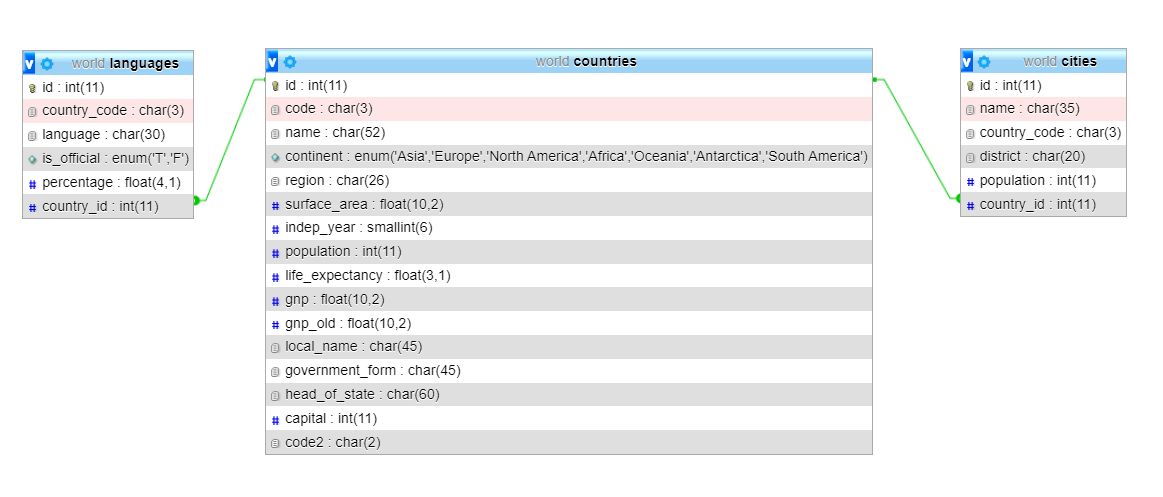 v world languages
id : int(11)
country_code : char(3)
language : char(30)
is_official : enum('T','F')
# percentage : float(4,1)
# country_id : int(11)
v world countries
id : int(11)
code : char(3)
name : char(52)
continent : enum('Asia','Europe','North America','Africa','Oceania','Antarctica','South America')
region : char(26)
# surface_area : float(10,2)
# indep_year : smallint(6)
# population : int(11)
# life_expectancy : float(3,1)
# gnp : float(10,2)
# gnp_old : float(10,2)
local_name : char(45)
government_form : char(45)
head_of_state : char(60)
# capital : int(11)
code2 : char(2)
v world cities
id : int(11)
name : char(35)
country_code : char(3)
district : char(20)
# population : int(11)
# country_id : int(11)